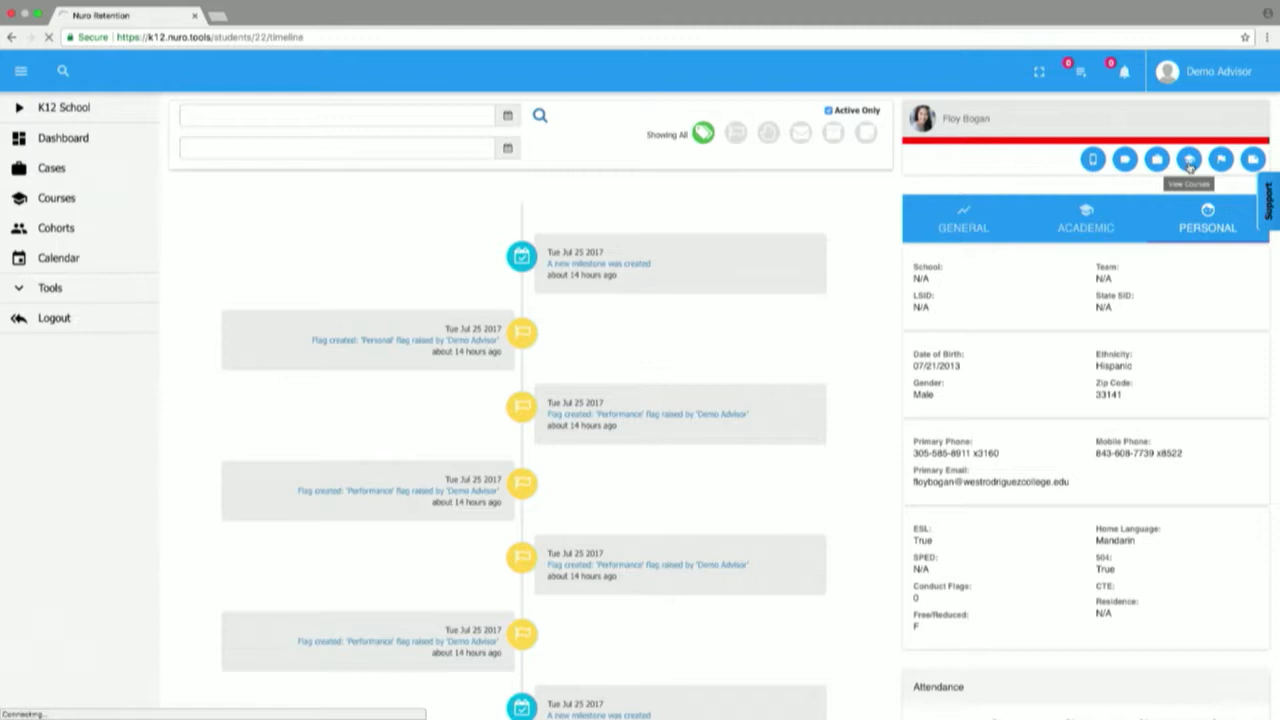 Nuro Retention
Secure https://k12.nuro.tools/students/22/timeline
0
0
Demo Advisor
K12 School
Dashboard
Cases
Courses
Cohorts
Calendar
Tools
Logout
Active Only
Showing All
Tue Jul 25 2017
A new milestone was created
about 14 hours ago
Tue Jul 25 2017
Flag created: 'Personal' flag raised by 'Demo Advisor'
about 14 hours ago
Tue Jul 25 2017
Flag created: 'Performance' flag raised by 'Demo Advisor'
about 14 hours ago
Tue Jul 25 2017
Flag created: 'Performance' flag raised by 'Demo Advisor'
about 14 hours ago
Tue Jul 25 2017
Flag created: 'Performance' flag raised by 'Demo Advisor'
about 14 hours ago
Tue Jul 25 2017
Flag created: 'Performance' flag raised by 'Demo Advisor'
about 14 hours ago
Tue Jul 25 2017
A new milestone was created
Floy Bogan
View Courses
Support
GENERAL ACADEMIC PERSONAL
School: Team:
N/A N/A
LSID: State SID:
N/A N/A
Date of Birth: Ethnicity:
07/21/2013 Hispanic
Gender: Zip Code:
Male 33141
Primary Phone: Mobile Phone:
305-585-8911 x3160 843-608-7739 x8522
Primary Email:
floybogan@westrodriguezcollege.edu
ESL: Home Language:
True Mandarin
SPED: 504:
N/A True
Conduct Flags: CTE:
0
Residence:
N/A
Free/Reduced:
F
Attendance
Connecting...